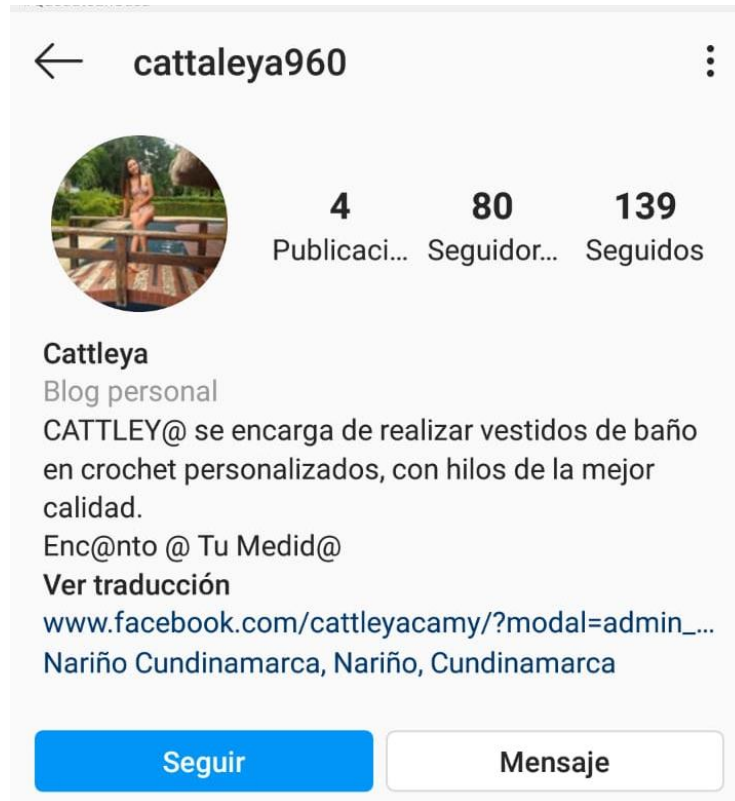 cattaleya960
4 80 139
Publicaci... Seguidor... Seguidos
Cattleya
Blog personal
CATTLEY@ se encarga de realizar vestidos de baño
en crochet personalizados, con hilos de la mejor
calidad.
Enc@nto @ Tu Medid@
Ver traducción
www.facebook.com/cattleyacamy/?modal=admin_...
Nariño Cundinamarca, Nariño, Cundinamarca
Seguir Mensaje